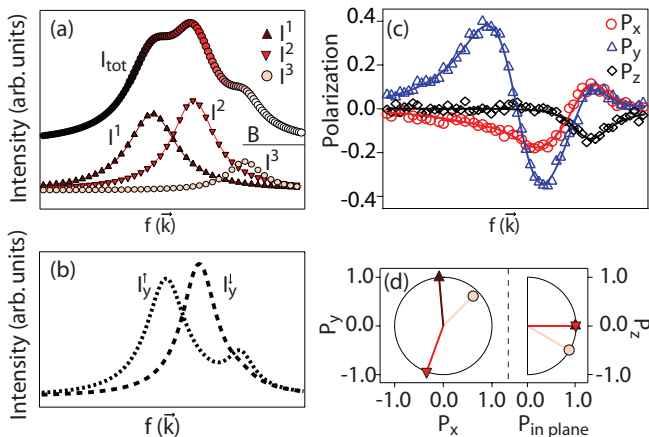 (a)
I_tot
I^1
I^2
I^3
I^1
I^2
B
I^3
Intensity (arb. units)
f (k⃗)
(b)
I_y^↑
I_y^↓
Intensity (arb. units)
f (k⃗)
(c)
P_x
P_y
P_z
Polarization
0.4
0.2
0.0
-0.2
0.4
f (k⃗)
(d)
P_y
1.0
0.0
-1.0
-1.0 0.0 1.0
P_x
0.0 1.0
P_in plane
1.0
0.0
-1.0
P_z